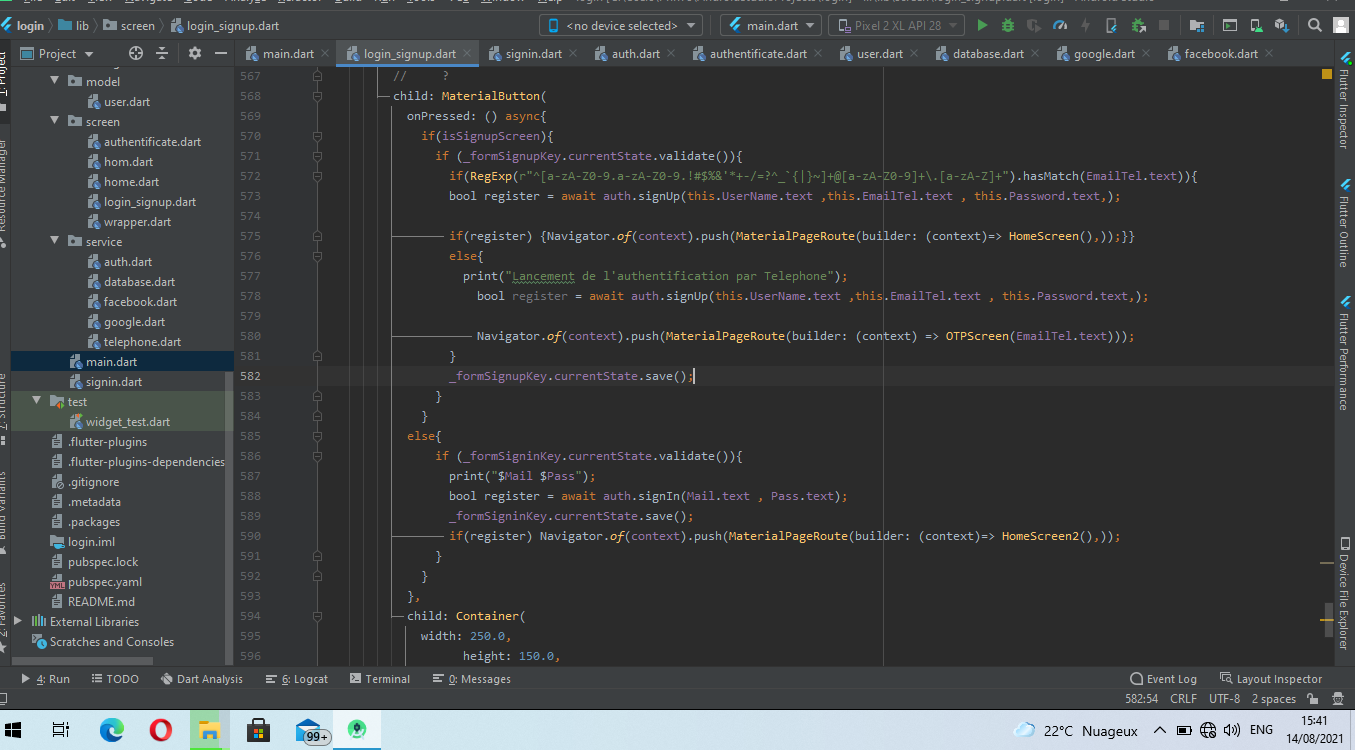 login
lib
screen
login_signup.dart
<no device selected>
main.dart
Pixel 2 XL API 28
Project
main.dart
login_signup.dart
signin.dart
auth.dart
authentificate.dart
user.dart
database.dart
google.dart
facebook.dart
model
user.dart
screen
authentificate.dart
hom.dart
home.dart
login_signup.dart
wrapper.dart
service
auth.dart
database.dart
facebook.dart
google.dart
telephone.dart
main.dart
signin.dart
test
widget_test.dart
.flutter-plugins
.flutter-plugins-dependencies
.gitignore
.metadata
.packages
login.iml
pubspec.lock
pubspec.yaml
README.md
External Libraries
Scratches and Consoles
567 // ?
568 child: MaterialButton(
569 onPressed: () async{
570 if(isSignupScreen){
571 if (_formSignupKey.currentState.validate()){
572 if(RegExp(r"^[a-zA-Z0-9.a-zA-Z0-9.!#$%&'*+-/=?^_`{|}~]+@[a-zA-Z0-9]+\.[a-zA-Z]+").hasMatch(EmailTel.text)){
573 bool register = await auth.signUp(this.UserName.text ,this.EmailTel.text , this.Password.text,);
574
575 if(register) {Navigator.of(context).push(MaterialPageRoute(builder: (context)=> HomeScreen(),));}}
576 else{
577 print("Lancement de l'authentification par Telephone");
578 bool register = await auth.signUp(this.UserName.text ,this.EmailTel.text , this.Password.text,);
579
580 Navigator.of(context).push(MaterialPageRoute(builder: (context) => OTPScreen(EmailTel.text)));
581 }
582 _formSignupKey.currentState.save();
583 }
584 }
585 else{
586 if (_formSigninKey.currentState.validate()){
587 print("$Mail $Pass");
588 bool register = await auth.signIn(Mail.text , Pass.text);
589 _formSigninKey.currentState.save();
590 if(register) Navigator.of(context).push(MaterialPageRoute(builder: (context)=> HomeScreen2(),));
591 }
592 }
593 },
594 child: Container(
595 width: 250.0,
596 height: 150.0,
1: Project
Resource Manager
Z: Structure
Build Variants
2: Favorites
Flutter Inspector
Flutter Outline
Flutter Performance
Device File Explorer
4: Run
TODO
Dart Analysis
6: Logcat
Terminal
0: Messages
Event Log
Layout Inspector
582:54 CRLF UTF-8 2 spaces
99+
22°C Nuageux
ENG
15:41
14/08/2021